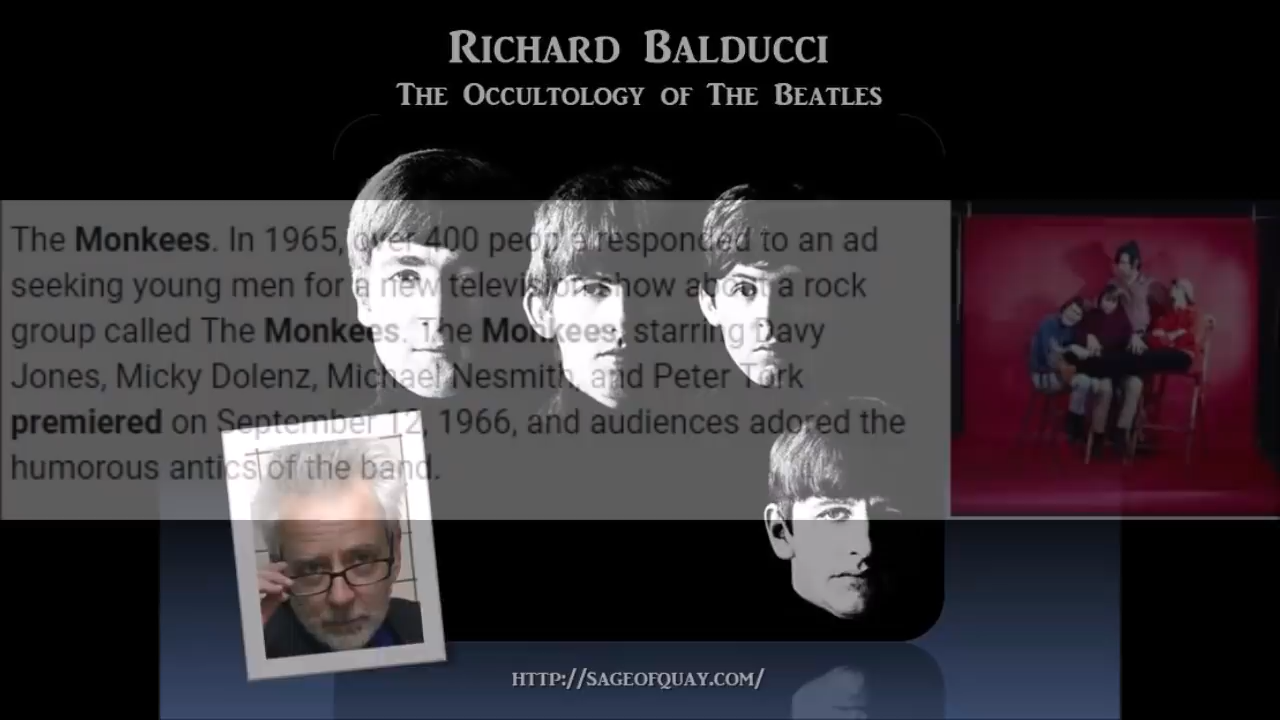 Richard Balducci
The Occultology of The Beatles
The Monkees. In 1965, over 400 people responded to an ad
seeking young men for a new television show about a rock
group called The Monkees. The Monkees, starring Davy
Jones, Micky Dolenz, Michael Nesmith, and Peter Tork
premiered on September 12, 1966, and audiences adored the
humorous antics of the band.
http://sageofquay.com/